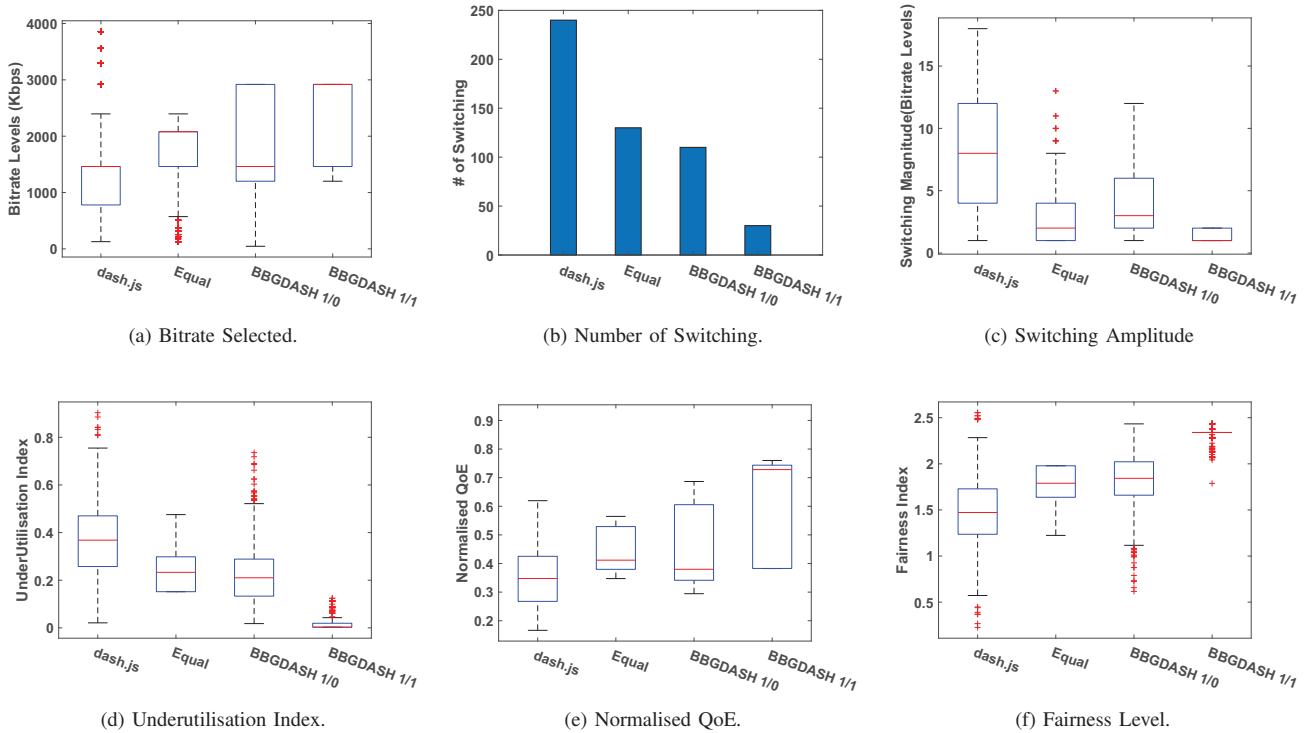 4000
3000
2000
1000
0
Bitrate Levels (Kbps)
dash.js
Equal
BBGDASH 1/0
BBGDASH 1/1
(a) Bitrate Selected.
250
200
150
100
50
0
# of Switching
dash.js
Equal
BBGDASH 1/0
BBGDASH 1/1
(b) Number of Switching.
15
10
5
0
Switching Magnitude(Bitrate Levels)
dash.js
Equal
BBGDASH 1/0
BBGDASH 1/1
(c) Switching Amplitude
0.8
0.6
0.4
0.2
0
UnderUtilisation Index
dash.js
Equal
BBGDASH 1/0
BBGDASH 1/1
(d) Underutilisation Index.
0.9
0.8
0.7
0.6
0.5
0.4
0.3
0.2
Normalised QoE
dash.js
Equal
BBGDASH 1/0
BBGDASH 1/1
(e) Normalised QoE.
2.5
2
1.5
1
0.5
Fairness Index
dash.js
Equal
BBGDASH 1/0
BBGDASH 1/1
(f) Fairness Level.